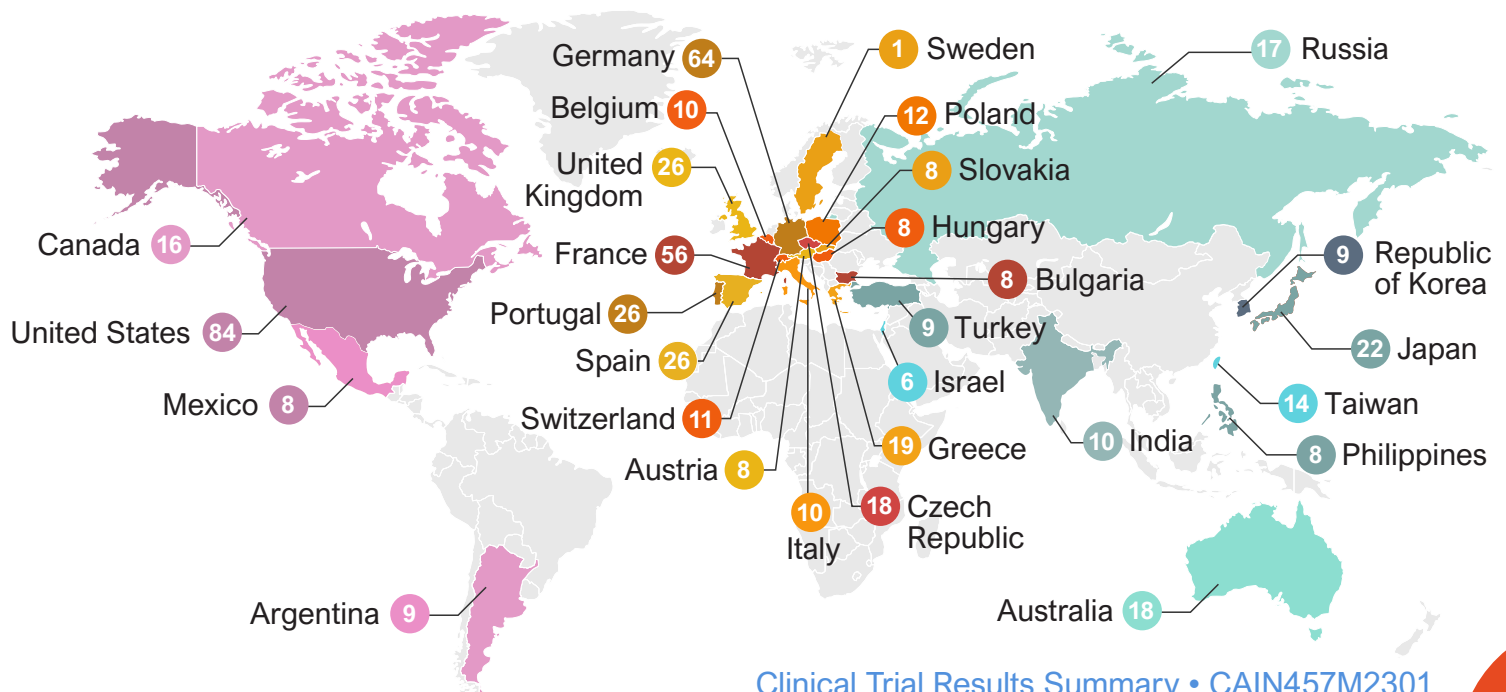 Germany 64
Belgium 10
United 26
Kingdom
France 56
Portugal 26
Spain 26
Switzerland 11
Austria 8
10
Italy
1 Sweden
12 Poland
8 Slovakia
8 Hungary
8 Bulgaria
9 Turkey
6 Israel
19 Greece
18 Czech
Republic
17 Russia
9 Republic
of Korea
22 Japan
14 Taiwan
10 India
8 Philippines
Australia 18
Canada 16
United States 84
Mexico 8
Argentina 9
Clinical Trial Results Summary • CAIN457M2301